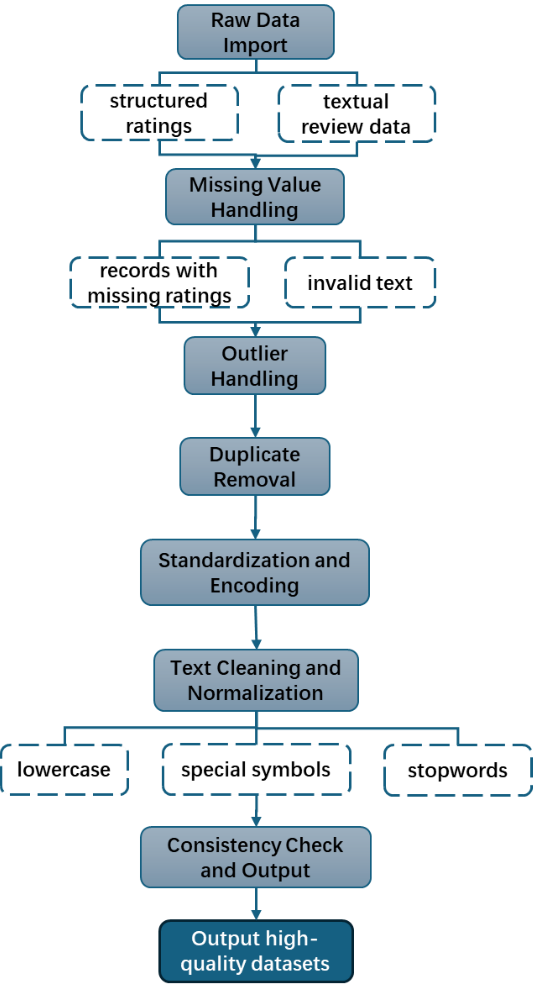 Raw Data
Import
structured
ratings
textual
review data
Missing Value
Handling
records with
missing ratings
invalid text
Outlier
Handling
Duplicate
Removal
Standardization and
Encoding
Text Cleaning and
Normalization
lowercase
special symbols
stopwords
Consistency Check
and Output
Output high-
quality datasets